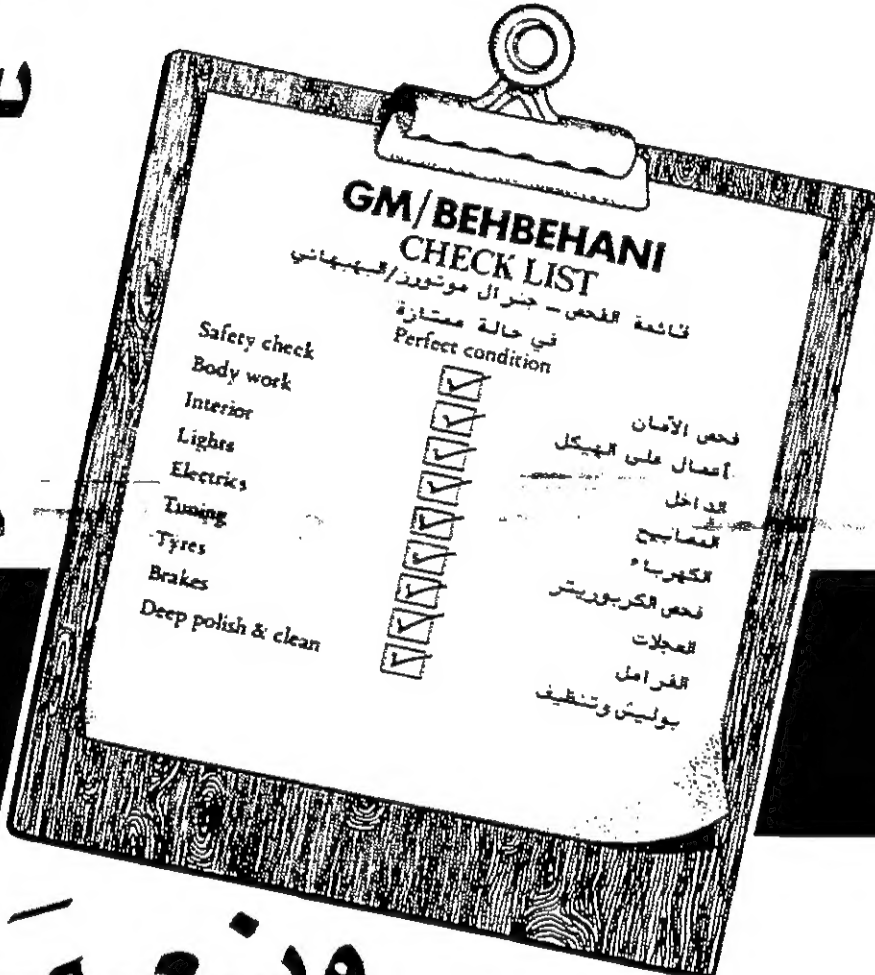 GM/BEHBEHANI
CHECK LIST
قائمة الفحص – جنرال موتورز/البهبهاني
في حالة ممتازة
Perfect condition
Safety check فحص الأمان
Body work أعمال على الهيكل
Interior الداخل
Lights المصابيح
Electrics الكهرباء
Tuning فحص الكربوريتر
Tyres العجلات
Brakes الفرامل
Deep polish & clean بوليش وتنظيف